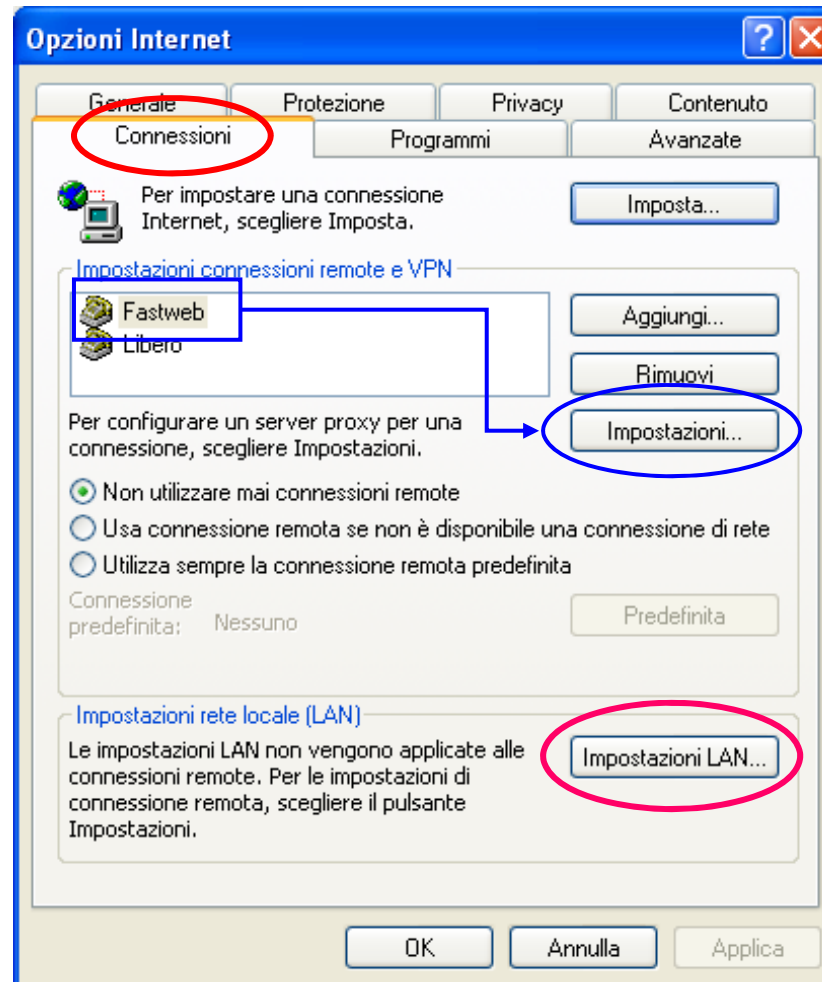 Opzioni Internet
Generale Protezione Privacy Contenuto
Connessioni Programmi Avanzate
Per impostare una connessione
Internet, scegliere Imposta.
Imposta...
Impostazioni connessioni remote e VPN
Fastweb
Libero
Aggiungi...
Rimuovi
Per configurare un server proxy per una
connessione, scegliere Impostazioni.
Impostazioni...
Non utilizzare mai connessioni remote
Usa connessione remota se non è disponibile una connessione di rete
Utilizza sempre la connessione remota predefinita
Connessione
predefinita: Nessuno
Predefinita
Impostazioni rete locale (LAN)
Le impostazioni LAN non vengono applicate alle
connessioni remote. Per le impostazioni di
connessione remota, scegliere il pulsante
Impostazioni.
Impostazioni LAN...
OK Annulla Applica